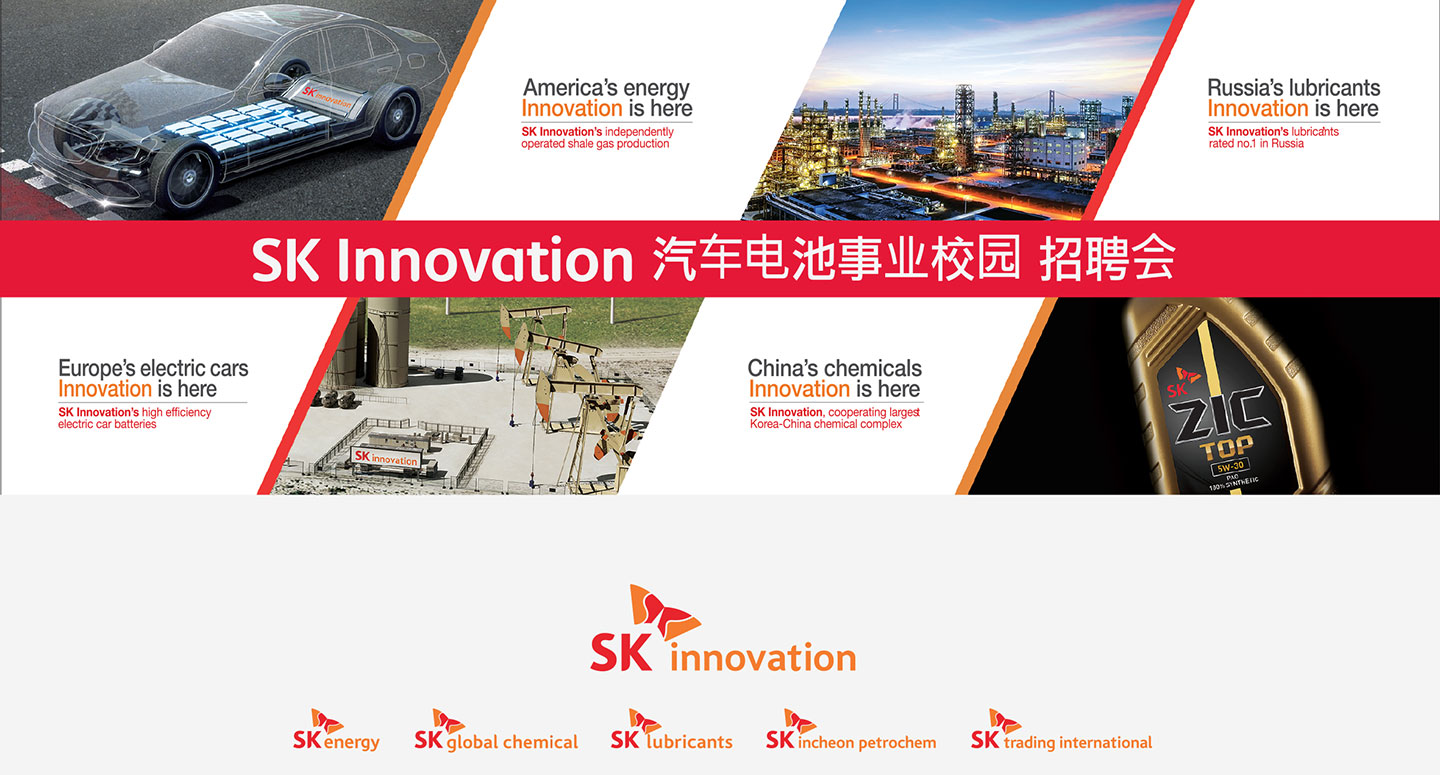 SK innovation
America's energy
Innovation is here
SK Innovation's independently
operated shale gas production
Russia's lubricants
Innovation is here
SK Innovation's lubricants
rated no.1 in Russia
SK Innovation 汽车电池事业校园 招聘会
Europe's electric cars
Innovation is here
SK Innovation's high efficiency
electric car batteries
SK innovation
China's chemicals
Innovation is here
SK Innovation, cooperating largest
Korea-China chemical complex
SK
ZIC
TOP
5W-30
PAO
100% SYNTHETIC
SK innovation
SK energy
SK global chemical
SK lubricants
SK incheon petrochem
SK trading international